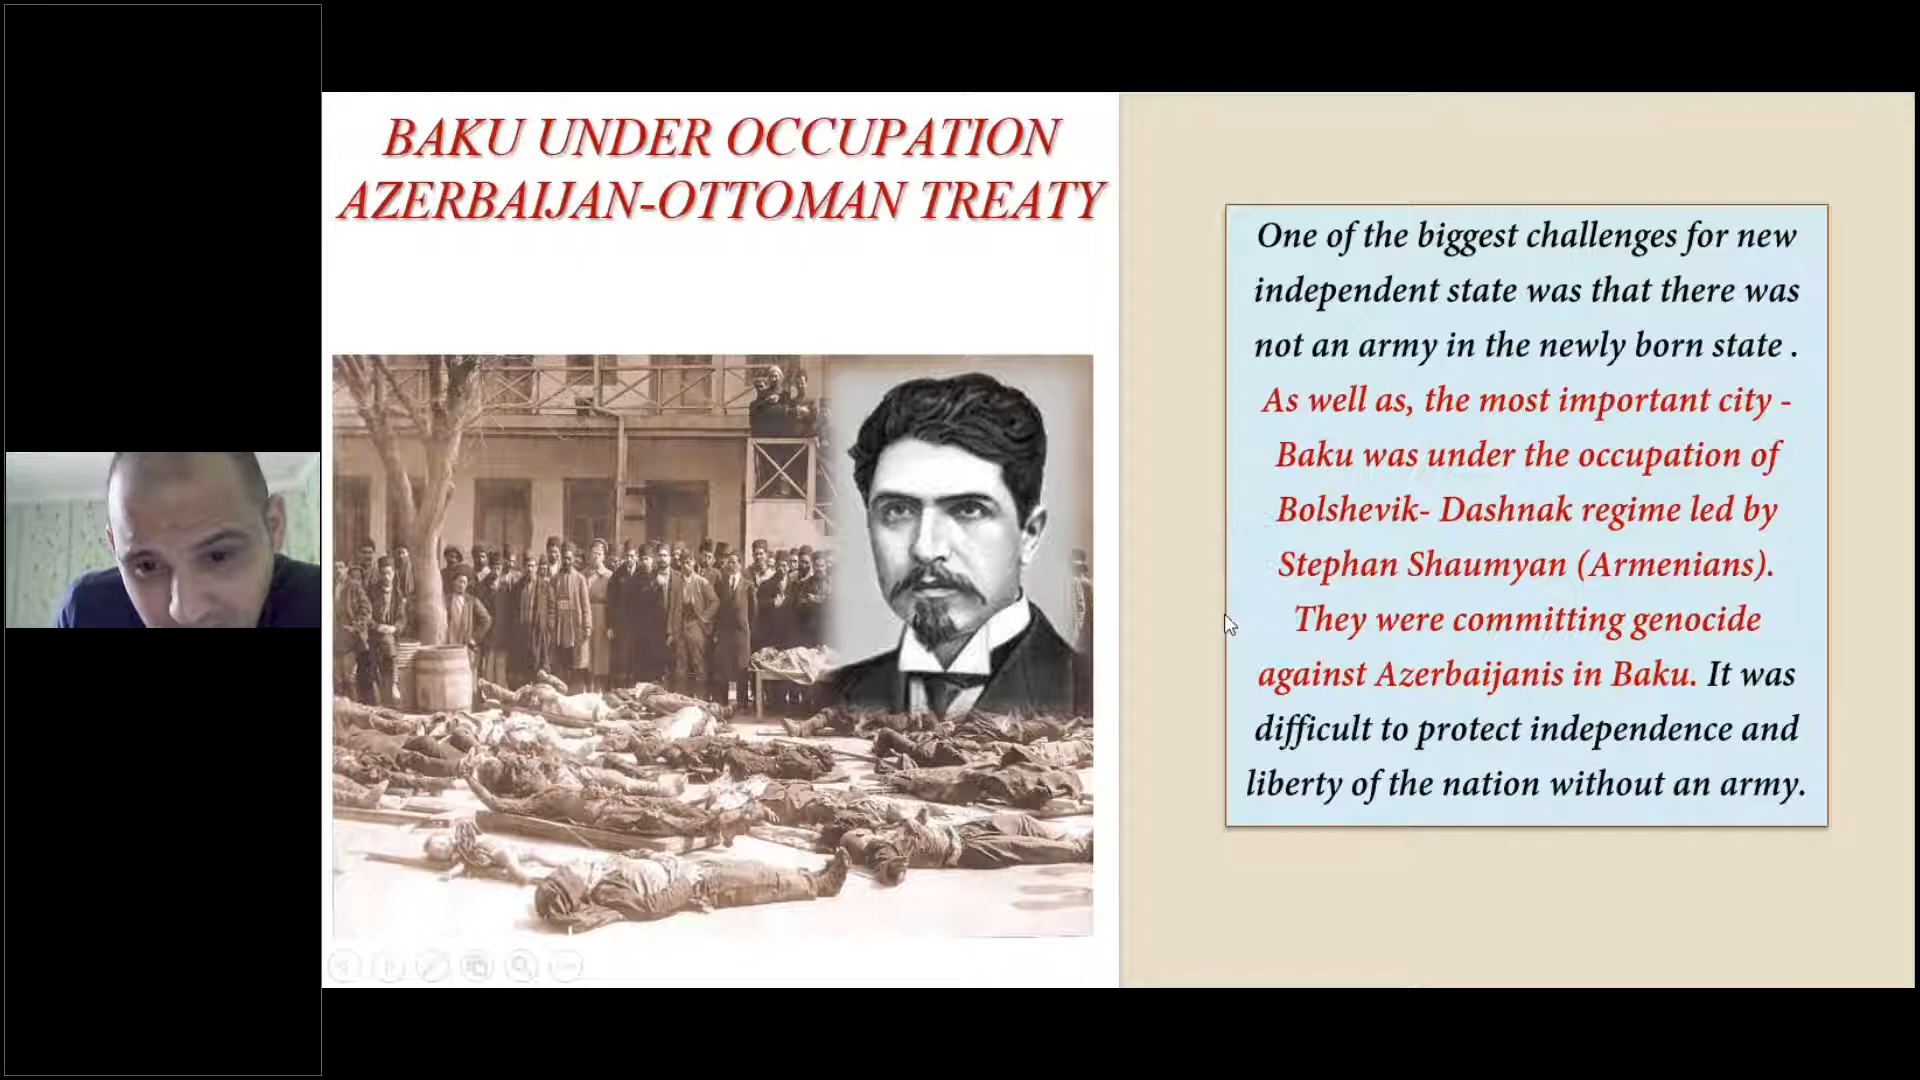 BAKU UNDER OCCUPATION
AZERBAIJAN-OTTOMAN TREATY
One of the biggest challenges for new
independent state was that there was
not an army in the newly born state .
As well as, the most important city -
Baku was under the occupation of
Bolshevik- Dashnak regime led by
Stephan Shaumyan (Armenians).
They were committing genocide
against Azerbaijanis in Baku. It was
difficult to protect independence and
liberty of the nation without an army.